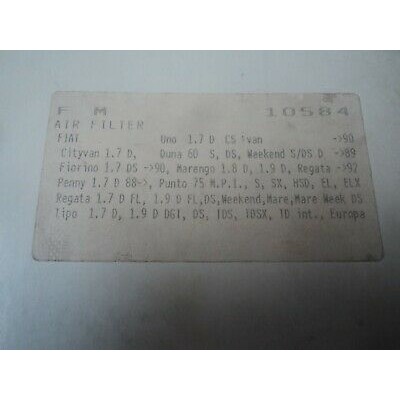 F M 10584
AIR FILTER
FIAT Uno 1.7 D CS ivan ->90
Cityvan 1.7 D, Duna 60 S, DS, Weekend S/DS D ->89
Fiorino 1.7 DS ->90, Marengo 1.8 D, 1.9 D, Regata ->92
Penny 1.7 D 88->, Punto 75 M.P.I., S, SX, HSD, EL, ELX
Regata 1.7 D FL, 1.9 D FL,DS,Weekend,Mare,Mare Week DS
Tipo 1.7 D, 1.9 D DGT, DS, TDS, TDSX, TD int., Europa